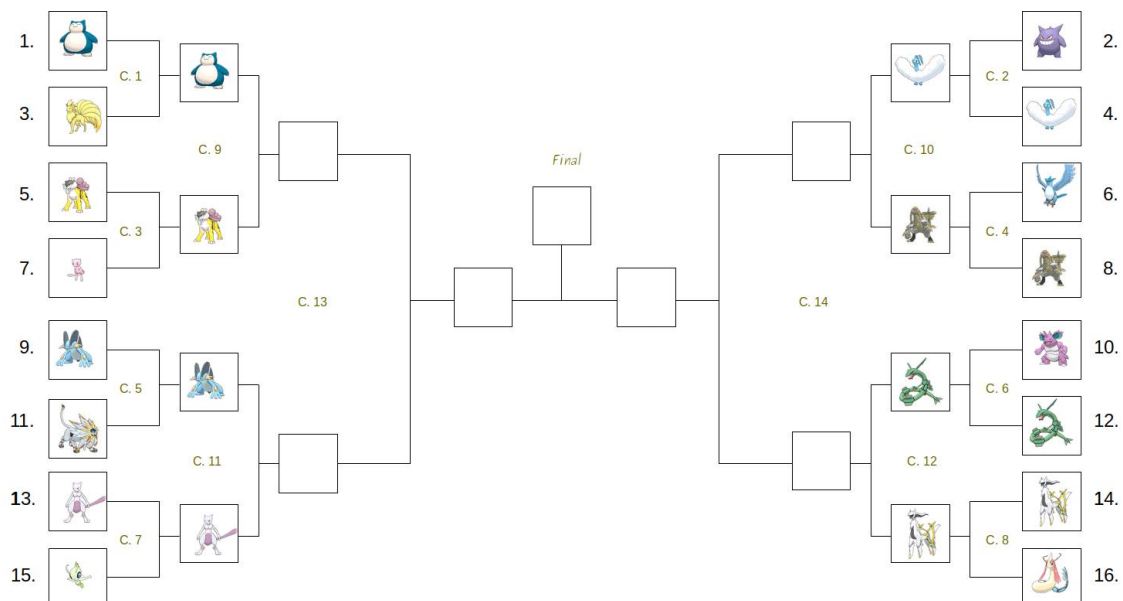 1.
C. 1
3.
C. 9
5.
C. 3
7.
C. 13
9.
C. 5
11.
C. 11
13.
C. 7
15.
Final
2.
C. 2
4.
C. 10
6.
C. 4
8.
C. 14
10.
C. 6
12.
C. 12
14.
C. 8
16.